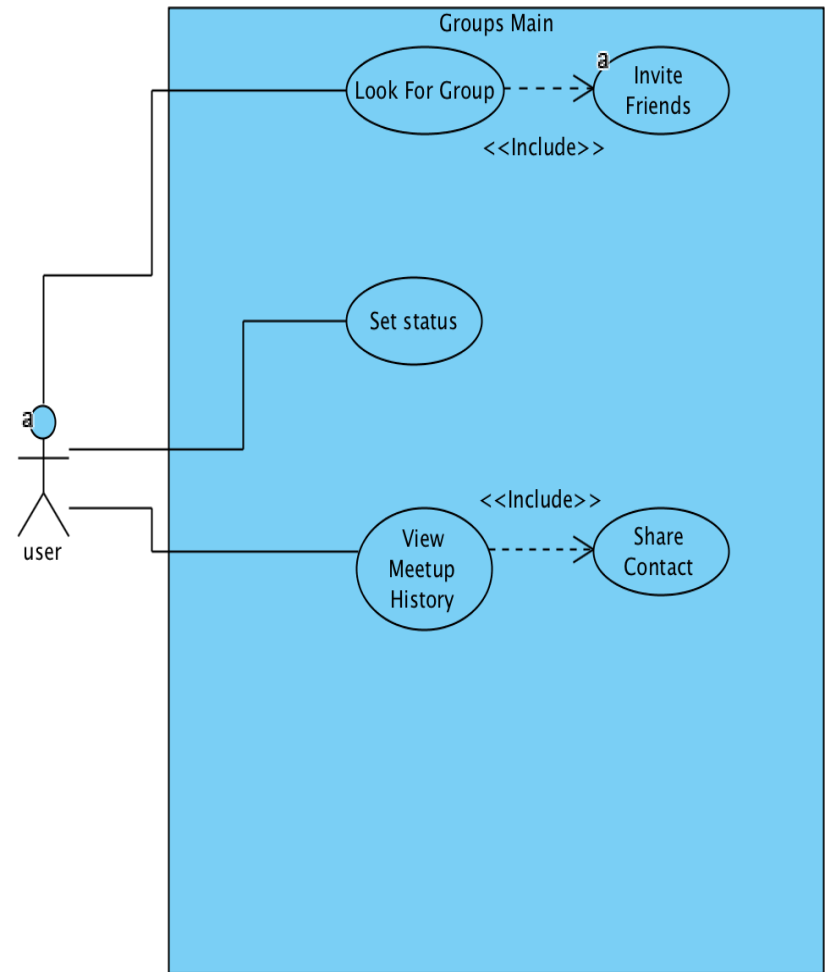 Groups Main
Look For Group
a
Invite
Friends
<<Include>>
Set status
a
user
<<Include>>
View
Meetup
History
Share
Contact